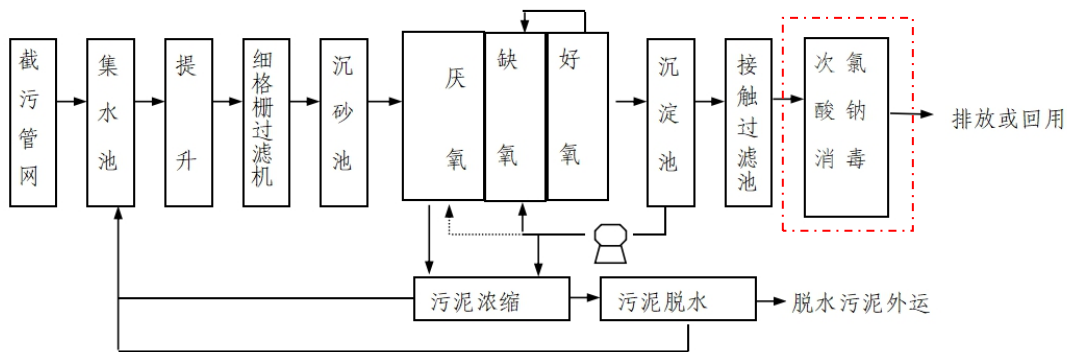 截污管网
集水池
提升
细格栅过滤机
沉砂池
厌氧
缺氧
好氧
沉淀池
接触过滤池
次氯
酸钠
消毒
排放或回用
污泥浓缩
污泥脱水
脱水污泥外运